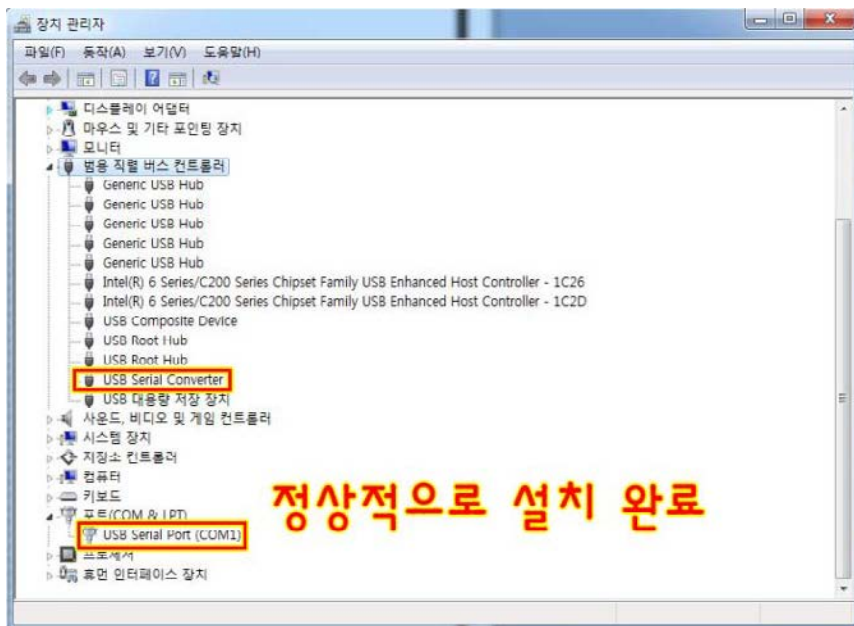 장치 관리자
파일(F) 동작(A) 보기(V) 도움말(H)
디스플레이 어댑터
마우스 및 기타 포인팅 장치
모니터
범용 직렬 버스 컨트롤러
Generic USB Hub
Generic USB Hub
Generic USB Hub
Generic USB Hub
Generic USB Hub
Intel(R) 6 Series/C200 Series Chipset Family USB Enhanced Host Controller - 1C26
Intel(R) 6 Series/C200 Series Chipset Family USB Enhanced Host Controller - 1C2D
USB Composite Device
USB Root Hub
USB Root Hub
USB Serial Converter
USB 대용량 저장 장치
사운드, 비디오 및 게임 컨트롤러
시스템 장치
저장소 컨트롤러
컴퓨터
키보드
정상적으로 설치 완료
포트(COM & LPT)
USB Serial Port (COM1)
프로세서
휴먼 인터페이스 장치